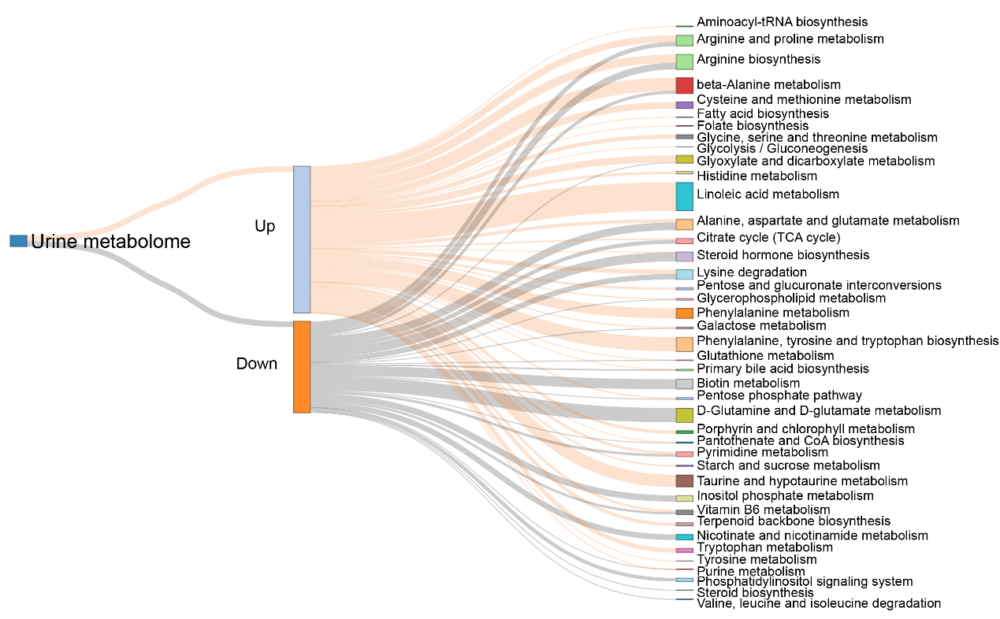 Urine metabolome
Up
Down
Aminoacyl-tRNA biosynthesis
Arginine and proline metabolism
Arginine biosynthesis
beta-Alanine metabolism
Cysteine and methionine metabolism
Fatty acid biosynthesis
Folate biosynthesis
Glycine, serine and threonine metabolism
Glycolysis / Gluconeogenesis
Glyoxylate and dicarboxylate metabolism
Histidine metabolism
Linoleic acid metabolism
Alanine, aspartate and glutamate metabolism
Citrate cycle (TCA cycle)
Steroid hormone biosynthesis
Lysine degradation
Pentose and glucuronate interconversions
Glycerophospholipid metabolism
Phenylalanine metabolism
Galactose metabolism
Phenylalanine, tyrosine and tryptophan biosynthesis
Glutathione metabolism
Primary bile acid biosynthesis
Biotin metabolism
Pentose phosphate pathway
D-Glutamine and D-glutamate metabolism
Porphyrin and chlorophyll metabolism
Pantothenate and CoA biosynthesis
Pyrimidine metabolism
Starch and sucrose metabolism
Taurine and hypotaurine metabolism
Inositol phosphate metabolism
Vitamin B6 metabolism
Terpenoid backbone biosynthesis
Nicotinate and nicotinamide metabolism
Tryptophan metabolism
Tyrosine metabolism
Purine metabolism
Phosphatidylinositol signaling system
Steroid biosynthesis
Valine, leucine and isoleucine degradation